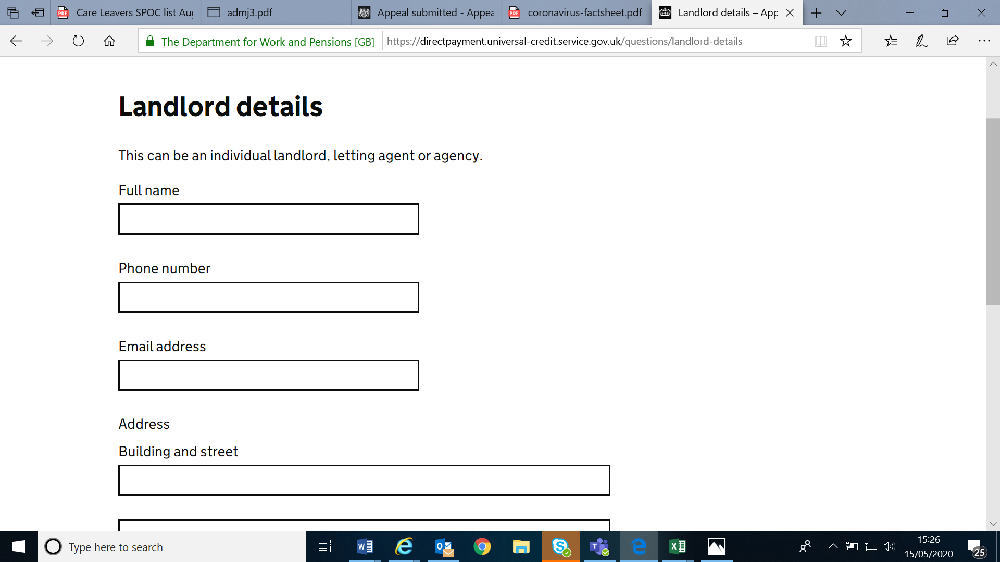 Care Leavers SPOC list Aug
admj3.pdf
Appeal submitted - Appea
coronavirus-factsheet.pdf
Landlord details – App
The Department for Work and Pensions [GB]
https://directpayment.universal-credit.service.gov.uk/questions/landlord-details
Landlord details
This can be an individual landlord, letting agent or agency.
Full name
Phone number
Email address
Address
Building and street
Type here to search
15:26
15/05/2020
25